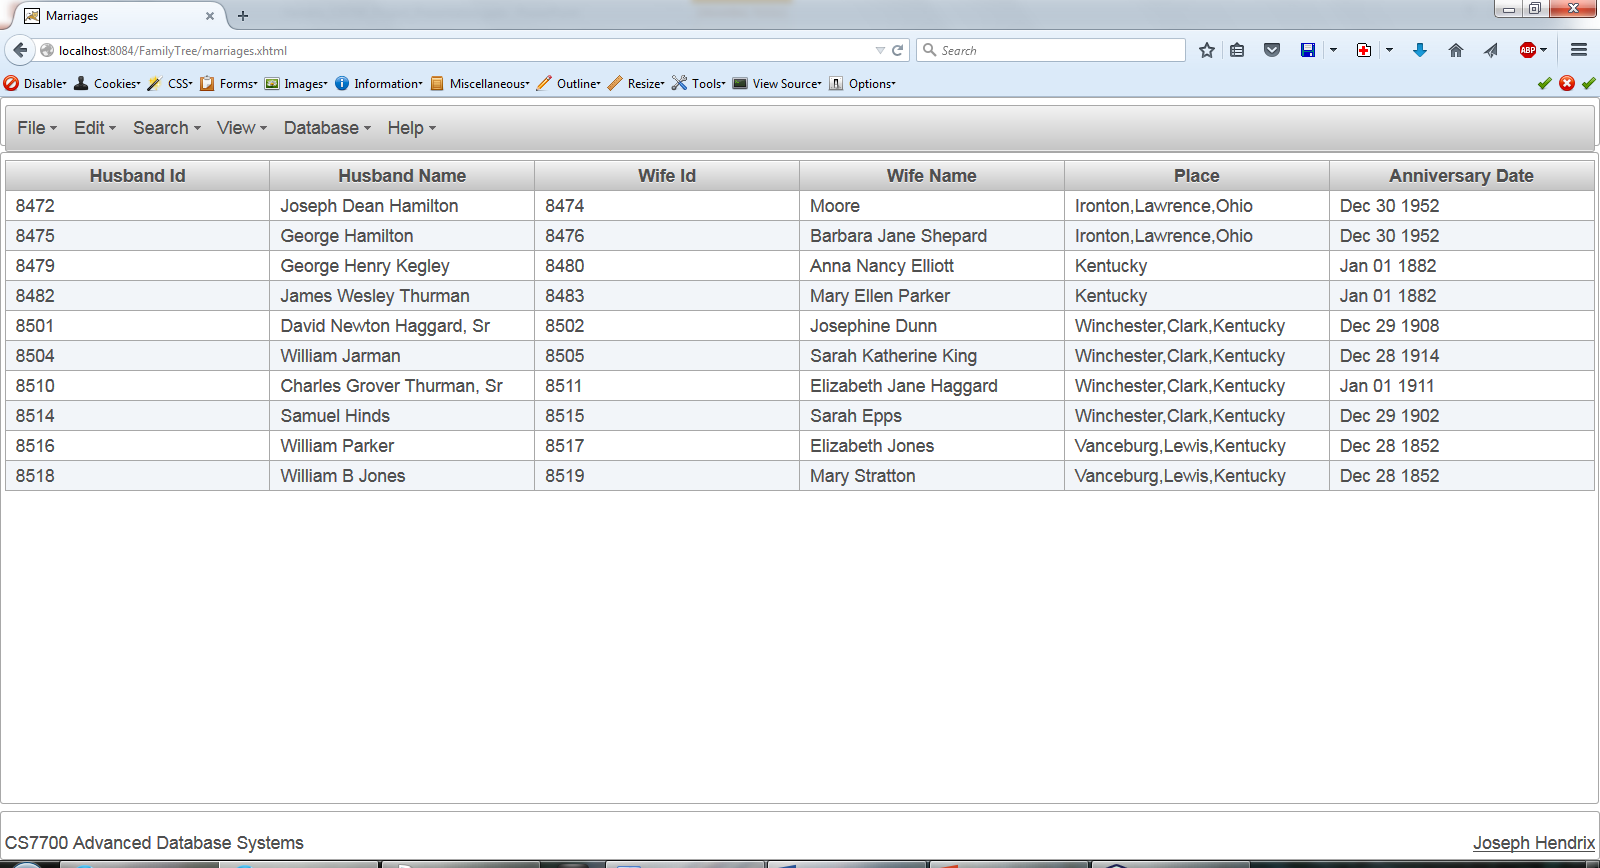 Marriages
localhost:8084/FamilyTree/marriages.xhtml
Search
ABP
Disable Cookies CSS Forms Images Information Miscellaneous Outline Resize Tools View Source Options
File Edit Search View Database Help
Husband Id Husband Name Wife Id Wife Name Place Anniversary Date
8472 Joseph Dean Hamilton 8474 Moore Ironton,Lawrence,Ohio Dec 30 1952
8475 George Hamilton 8476 Barbara Jane Shepard Ironton,Lawrence,Ohio Dec 30 1952
8479 George Henry Kegley 8480 Anna Nancy Elliott Kentucky Jan 01 1882
8482 James Wesley Thurman 8483 Mary Ellen Parker Kentucky Jan 01 1882
8501 David Newton Haggard, Sr 8502 Josephine Dunn Winchester,Clark,Kentucky Dec 29 1908
8504 William Jarman 8505 Sarah Katherine King Winchester,Clark,Kentucky Dec 28 1914
8510 Charles Grover Thurman, Sr 8511 Elizabeth Jane Haggard Winchester,Clark,Kentucky Jan 01 1911
8514 Samuel Hinds 8515 Sarah Epps Winchester,Clark,Kentucky Dec 29 1902
8516 William Parker 8517 Elizabeth Jones Vanceburg,Lewis,Kentucky Dec 28 1852
8518 William B Jones 8519 Mary Stratton Vanceburg,Lewis,Kentucky Dec 28 1852
CS7700 Advanced Database Systems Joseph Hendrix